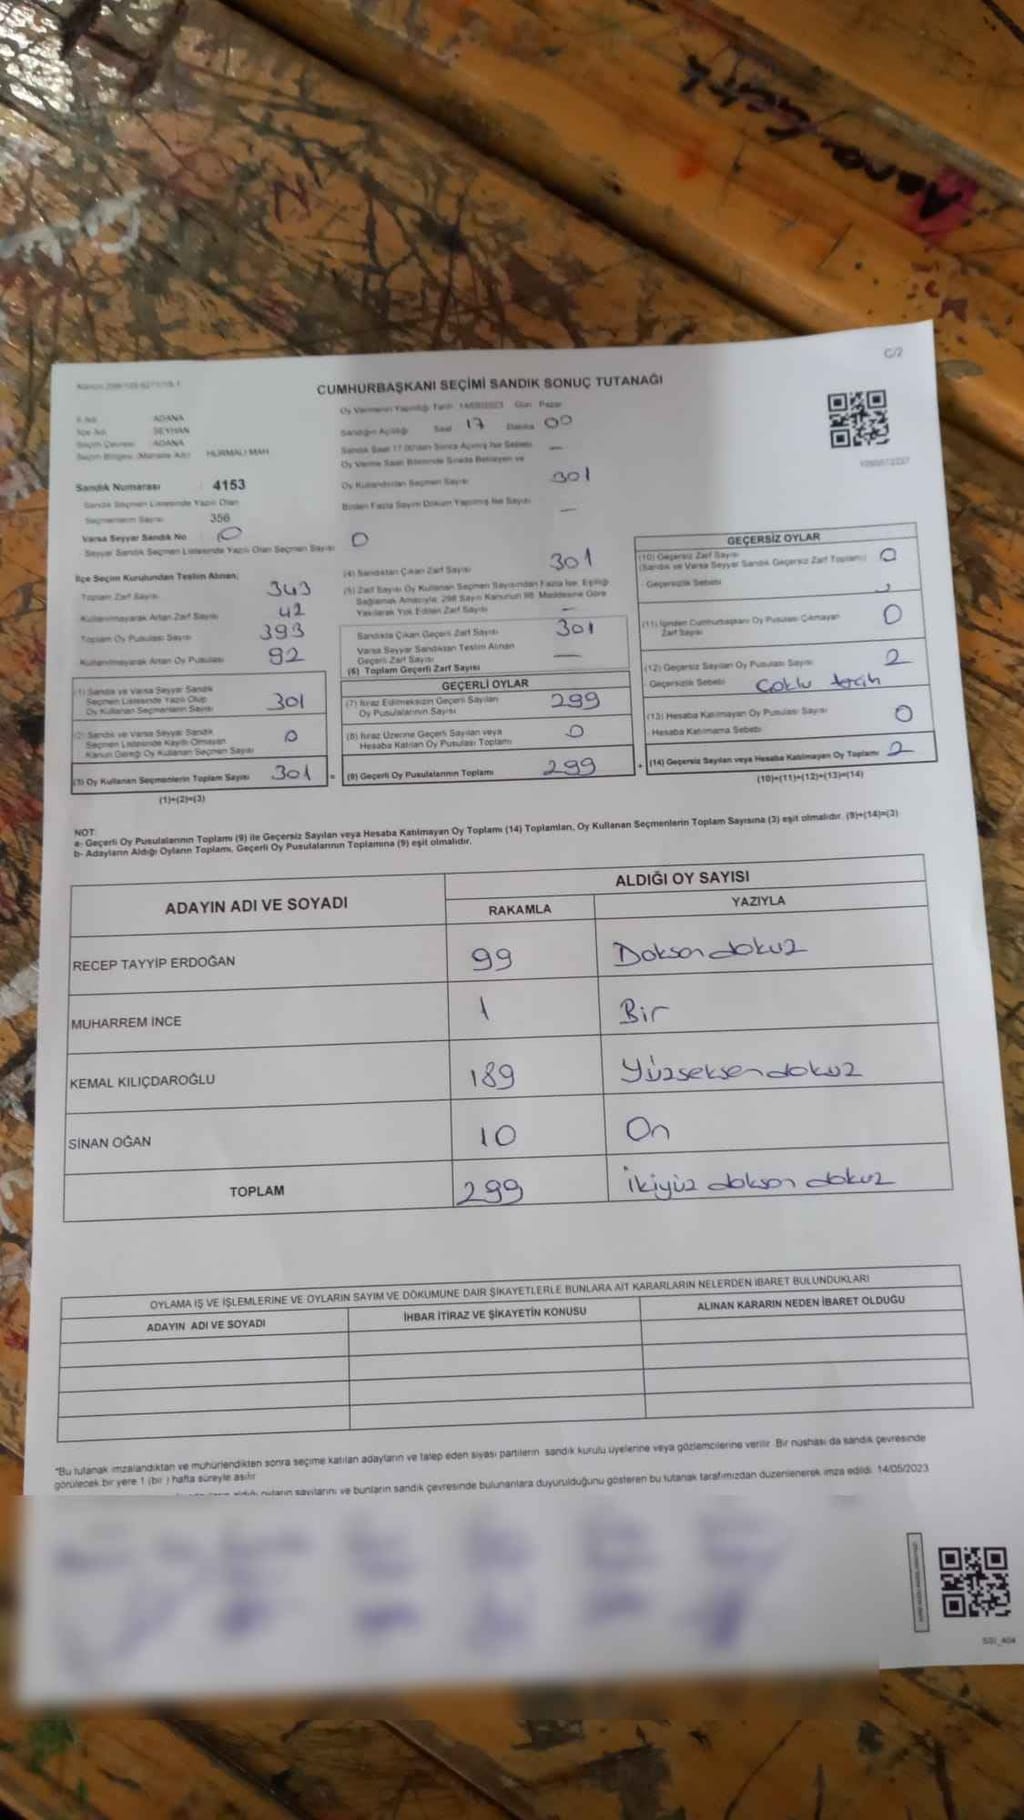 C/2
CUMHURBAŞKANI SEÇİMİ SANDIK SONUÇ TUTANAĞI
Oy Vermenin Yapıldığı Tarih 14/05/2023 Gün Pazar
İl Adı ADANA
İlçe Adı SEYHAN
Seçim Çevresi ADANA
Seçim Bölgesi (Mahalle Adı) HURMALI MAH
Sandığın Açıldığı Saat 17 Dakika 00
Sandık Saat 17.00'den Sonra Açılmış İse Sebebi —
Oy Verme Saati Bitiminde Sırada Bekleyen ve
Oy Kullandırılan Seçmen Sayısı 301
Birden Fazla Sayım Döküm Yapılmış İse Sayısı —
Sandık Numarası 4153
Sandık Seçmen Listesinde Yazılı Olan
Seçmenlerin Sayısı 356
Varsa Seyyar Sandık No 0
Seyyar Sandık Seçmen Listesinde Yazılı Olan Seçmen Sayısı 0
İlçe Seçim Kurulundan Teslim Alınan;
Toplam Zarf Sayısı 343
Kullanılmayarak Artan Zarf Sayısı 42
Toplam Oy Pusulası Sayısı 393
Kullanılmayarak Artan Oy Pusulası 92
(1) Sandık ve Varsa Seyyar Sandık
Seçmen Listesinde Yazılı Olup
Oy Kullanan Seçmenlerin Sayısı 301
(2) Sandık ve Varsa Seyyar Sandık
Seçmen Listesinde Kayıtlı Olmayan
Kanun Gereği Oy Kullanan Seçmen Sayısı 0
(3) Oy Kullanan Seçmenlerin Toplam Sayısı 301
(1)+(2)=(3)
(4) Sandıktan Çıkan Zarf Sayısı 301
(5) Zarf Sayısı Oy Kullanan Seçmen Sayısından Fazla İse, Eşitliği
Sağlamak Amacıyla, 298 Sayılı Kanunun 98. Maddesine Göre
Yakılarak Yok Edilen Zarf Sayısı —
Sandıkta Çıkan Geçerli Zarf Sayısı 301
Varsa Seyyar Sandıktan Teslim Alınan
Geçerli Zarf Sayısı —
(6) Toplam Geçerli Zarf Sayısı
GEÇERLİ OYLAR
(7) İtiraz Edilmeksizin Geçerli Sayılan
Oy Pusulalarının Sayısı 299
(8) İtiraz Üzerine Geçerli Sayılan veya
Hesaba Katılan Oy Pusulası Toplamı 0
= (9) Geçerli Oy Pusulalarının Toplamı 299
GEÇERSİZ OYLAR
(10) Geçersiz Zarf Sayısı
(Sandık ve Varsa Seyyar Sandık Geçersiz Zarf Toplamı) 0
Geçersizlik Sebebi
(11) İçinden Cumhurbaşkanı Oy Pusulası Çıkmayan
Zarf Sayısı 0
(12) Geçersiz Sayılan Oy Pusulası Sayısı 2
Geçersizlik Sebebi Çoklu tercih
(13) Hesaba Katılmayan Oy Pusulası Sayısı 0
Hesaba Katılmama Sebebi
+ (14) Geçersiz Sayılan veya Hesaba Katılmayan Oy Toplamı 2
(10)+(11)+(12)+(13)=(14)
NOT:
a- Geçerli Oy Pusulalarının Toplamı (9) ile Geçersiz Sayılan veya Hesaba Katılmayan Oy Toplamı (14) Toplamları, Oy Kullanan Seçmenlerin Toplam Sayısına (3) eşit olmalıdır. (9)+(14)=(3)
b- Adayların Aldığı Oyların Toplamı, Geçerli Oy Pusulalarının Toplamına (9) eşit olmalıdır.
ADAYIN ADI VE SOYADI
ALDIĞI OY SAYISI
RAKAMLA YAZIYLA
RECEP TAYYİP ERDOĞAN 99 Doksan dokuz
MUHARREM İNCE 1 Bir
KEMAL KILIÇDAROĞLU 189 Yüzseksen dokuz
SİNAN OĞAN 10 On
TOPLAM 299 ikiyüz doksan dokuz
OYLAMA İŞ VE İŞLEMLERİNE VE OYLARIN SAYIM VE DÖKÜMÜNE DAİR ŞİKAYETLERLE BUNLARA AİT KARARLARIN NELERDEN İBARET BULUNDUKLARI
ADAYIN ADI VE SOYADI İHBAR İTİRAZ VE ŞİKAYETİN KONUSU ALINAN KARARIN NEDEN İBARET OLDUĞU
*Bu tutanak imzalandıktan ve mühürlendikten sonra seçime katılan adayların ve talep eden siyasi partilerin sandık kurulu üyelerine veya gözlemcilerine verilir. Bir nüshası da sandık çevresinde
görülecek bir yere 1 (bir ) hafta süreyle asılır.
oyların sayılarını ve bunların sandık çevresinde bulunanlara duyurulduğunu gösteren bu tutanak tarafımızdan düzenlenerek imza edildi. 14/05/2023